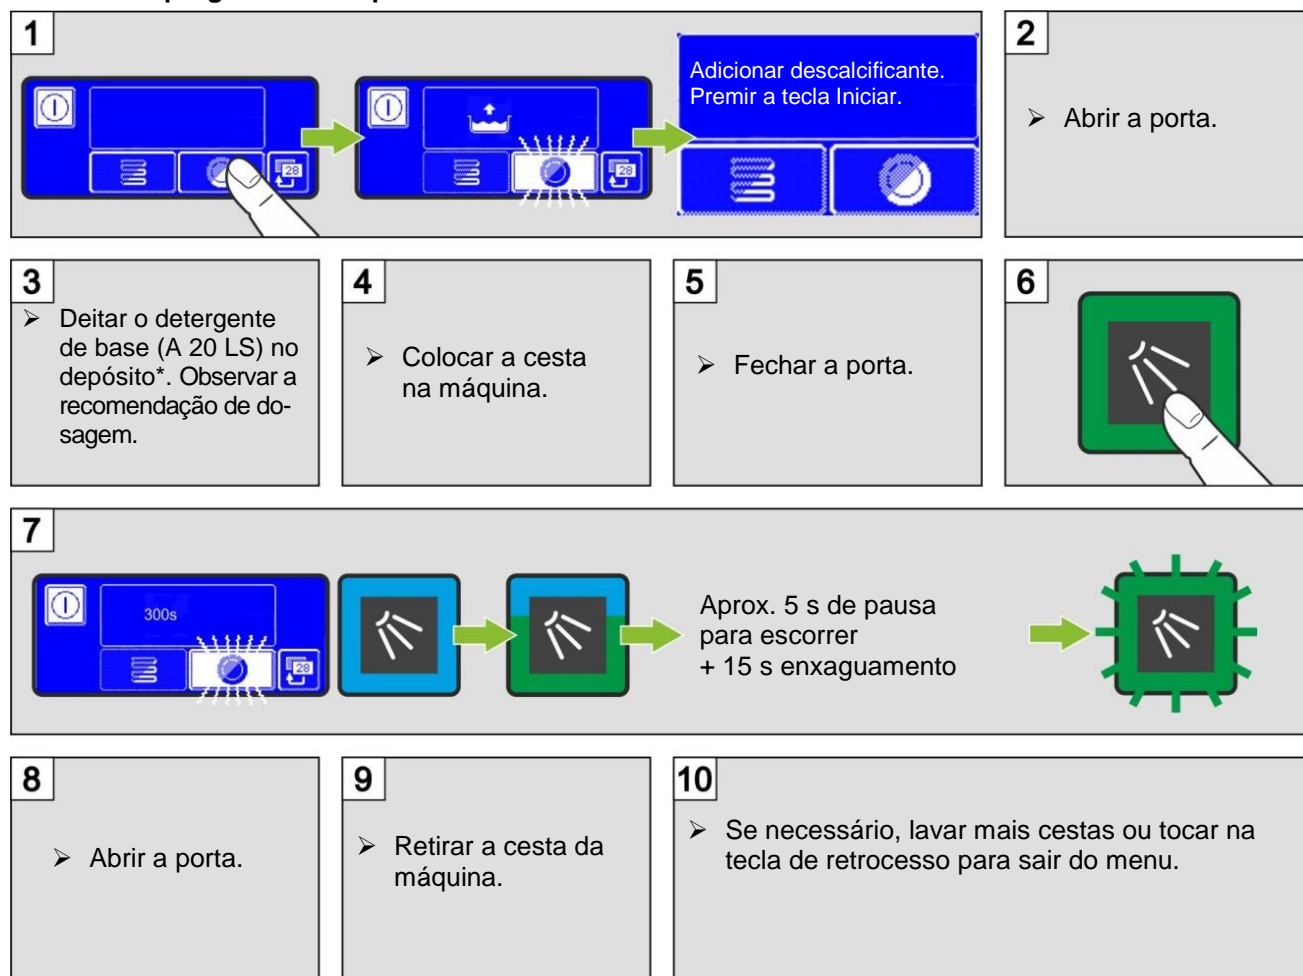 1
Adicionar descalcificante.
Premir a tecla Iniciar.
28
28
2
➢ Abrir a porta.
3
➢ Deitar o detergente
de base (A 20 LS) no
depósito*. Observar a
recomendação de do-
sagem.
4
➢ Colocar a cesta
na máquina.
5
➢ Fechar a porta.
6
7
300s
28
Aprox. 5 s de pausa
para escorrer
+ 15 s enxaguamento
8
➢ Abrir a porta.
9
➢ Retirar a cesta da
máquina.
10
➢ Se necessário, lavar mais cestas ou tocar na
tecla de retrocesso para sair do menu.